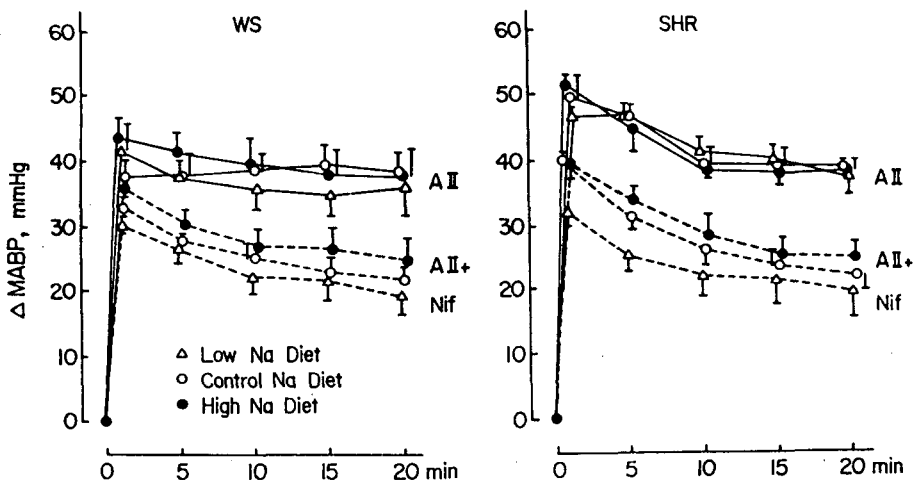 WS
SHR
Δ MABP, mmHg
60
50
40
30
20
10
0
0 5 10 15 20 min
AII
AII+
Nif
△ Low Na Diet
○ Control Na Diet
● High Na Diet
60
50
40
30
20
10
0
0 5 10 15 20 min
AII
AII+
Nif